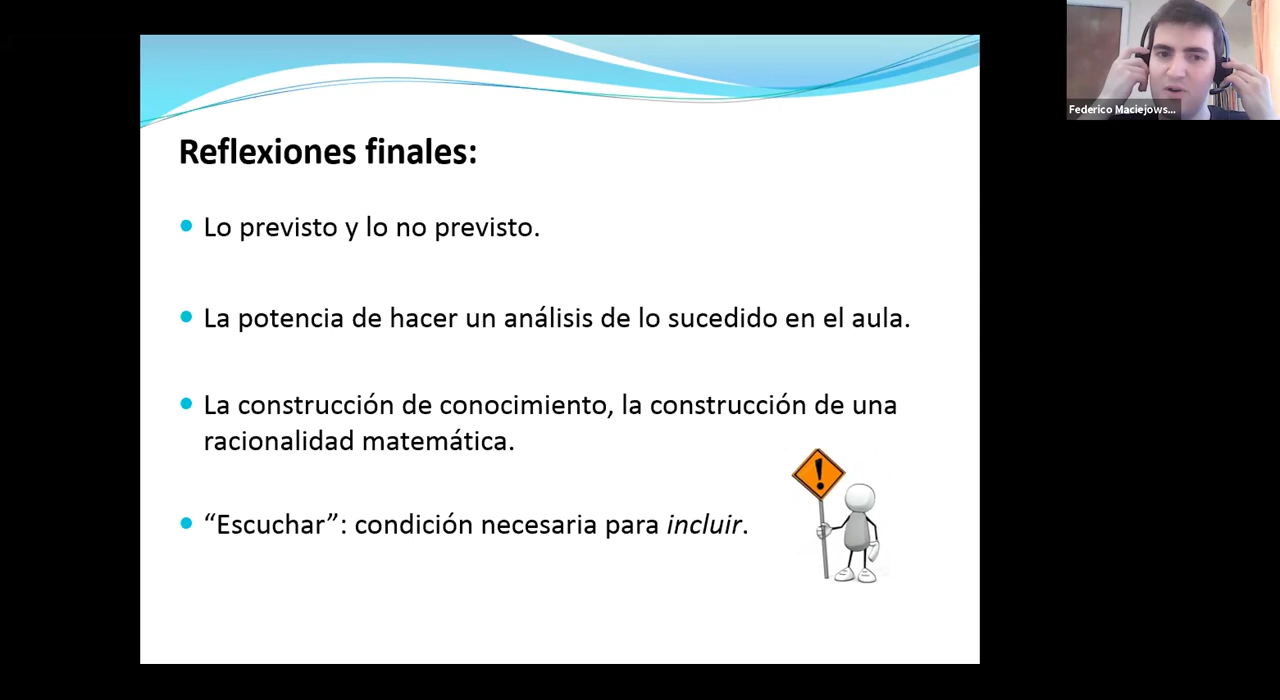 Federico Maciejows...
Reflexiones finales:
Lo previsto y lo no previsto.
La potencia de hacer un análisis de lo sucedido en el aula.
La construcción de conocimiento, la construcción de una
racionalidad matemática.
“Escuchar”: condición necesaria para incluir.
!